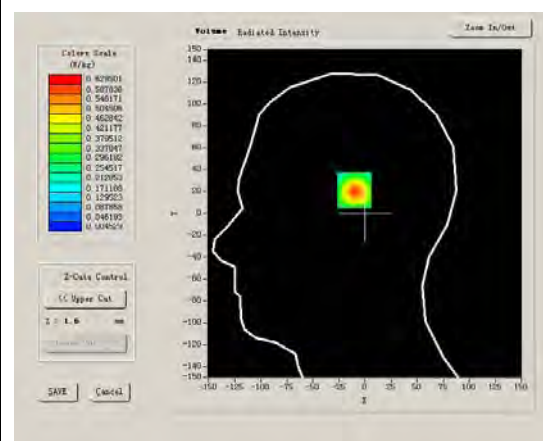 Volume Radiated Intensity
Zoom In/Out
Colors Scale
(W/kg)
0.629501
0.587836
0.546171
0.504506
0.462842
0.421177
0.379512
0.337847
0.296182
0.254517
0.212853
0.171188
0.129523
0.087858
0.046193
0.004529
Z-Cuts Control
<< Upper Cut
Z : 1.6 mm
SAVE
Cancel
150
120
100
80
60
40
20
0
-20
-40
-60
-80
-100
-120
-140
-150
Y
-150 -125 -100 -75 -50 -25 0 25 50 75 100 125 150
X